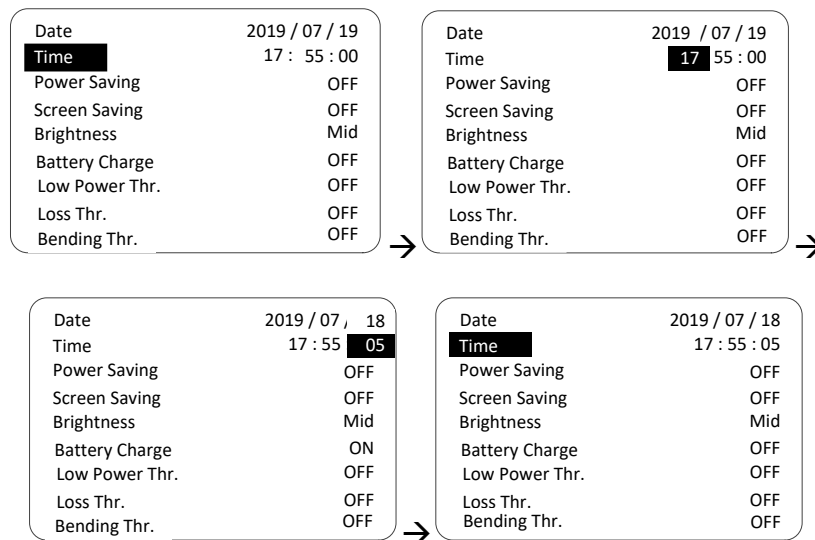 Date 2019 / 07 / 19
Time 17 : 55 : 00
Power Saving OFF
Screen Saving OFF
Brightness Mid
Battery Charge OFF
Low Power Thr. OFF
Loss Thr. OFF
Bending Thr. OFF
→
Date 2019 / 07 / 19
Time 17 55 : 00
Power Saving OFF
Screen Saving OFF
Brightness Mid
Battery Charge OFF
Low Power Thr. OFF
Loss Thr. OFF
Bending Thr. OFF
→
Date 2019 / 07 / 18
Time 17 : 55 05
Power Saving OFF
Screen Saving OFF
Brightness Mid
Battery Charge ON
Low Power Thr. OFF
Loss Thr. OFF
Bending Thr. OFF
→
Date 2019 / 07 / 18
Time 17 : 55 : 05
Power Saving OFF
Screen Saving OFF
Brightness Mid
Battery Charge OFF
Low Power Thr. OFF
Loss Thr. OFF
Bending Thr. OFF